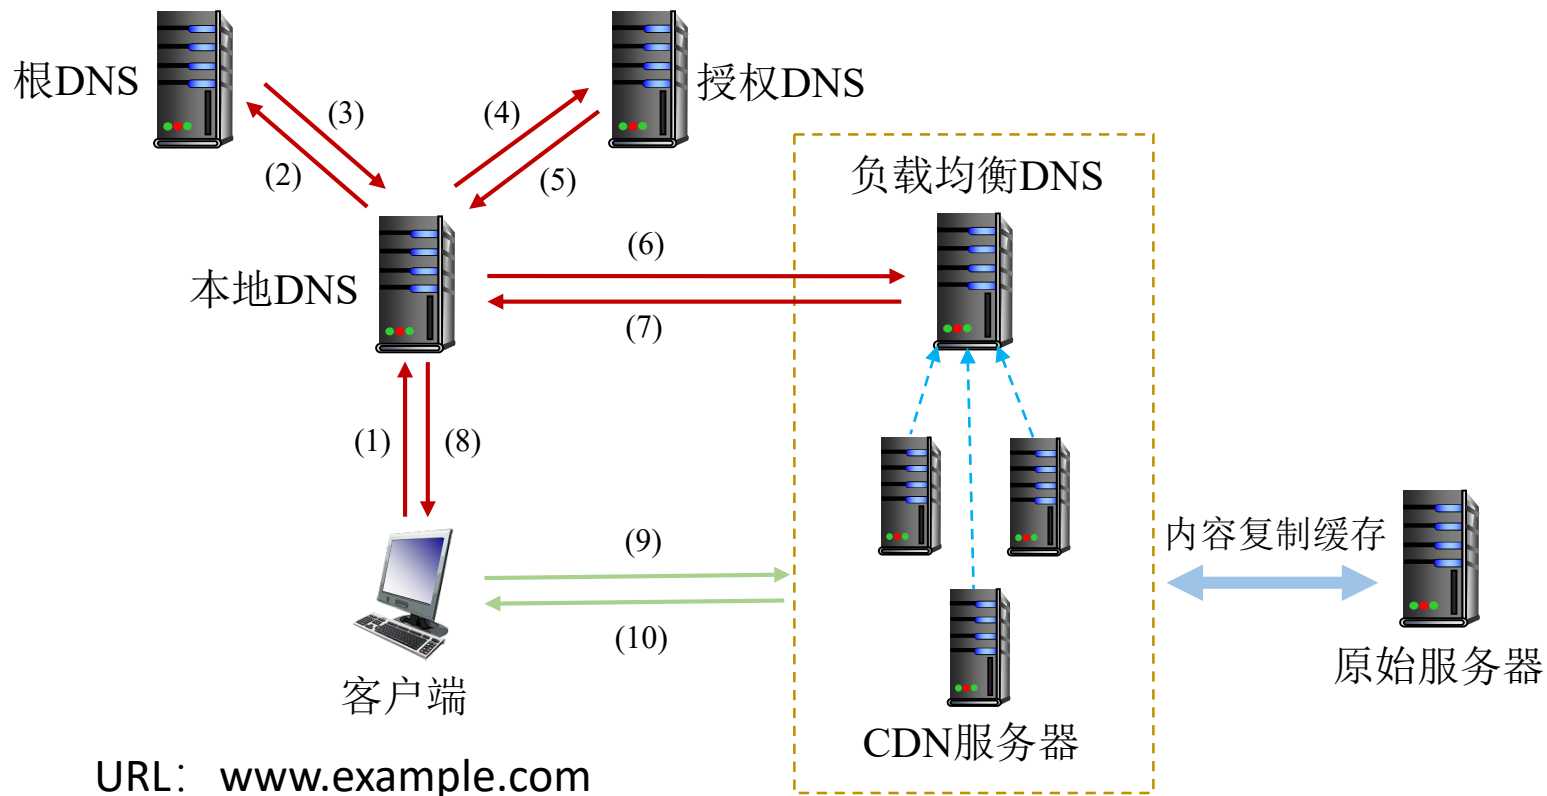 根DNS
(3)
(2)
(4)
(5)
授权DNS
负载均衡DNS
本地DNS
(6)
(7)
(1)
(8)
(9)
(10)
客户端
CDN服务器
内容复制缓存
原始服务器
URL： www.example.com